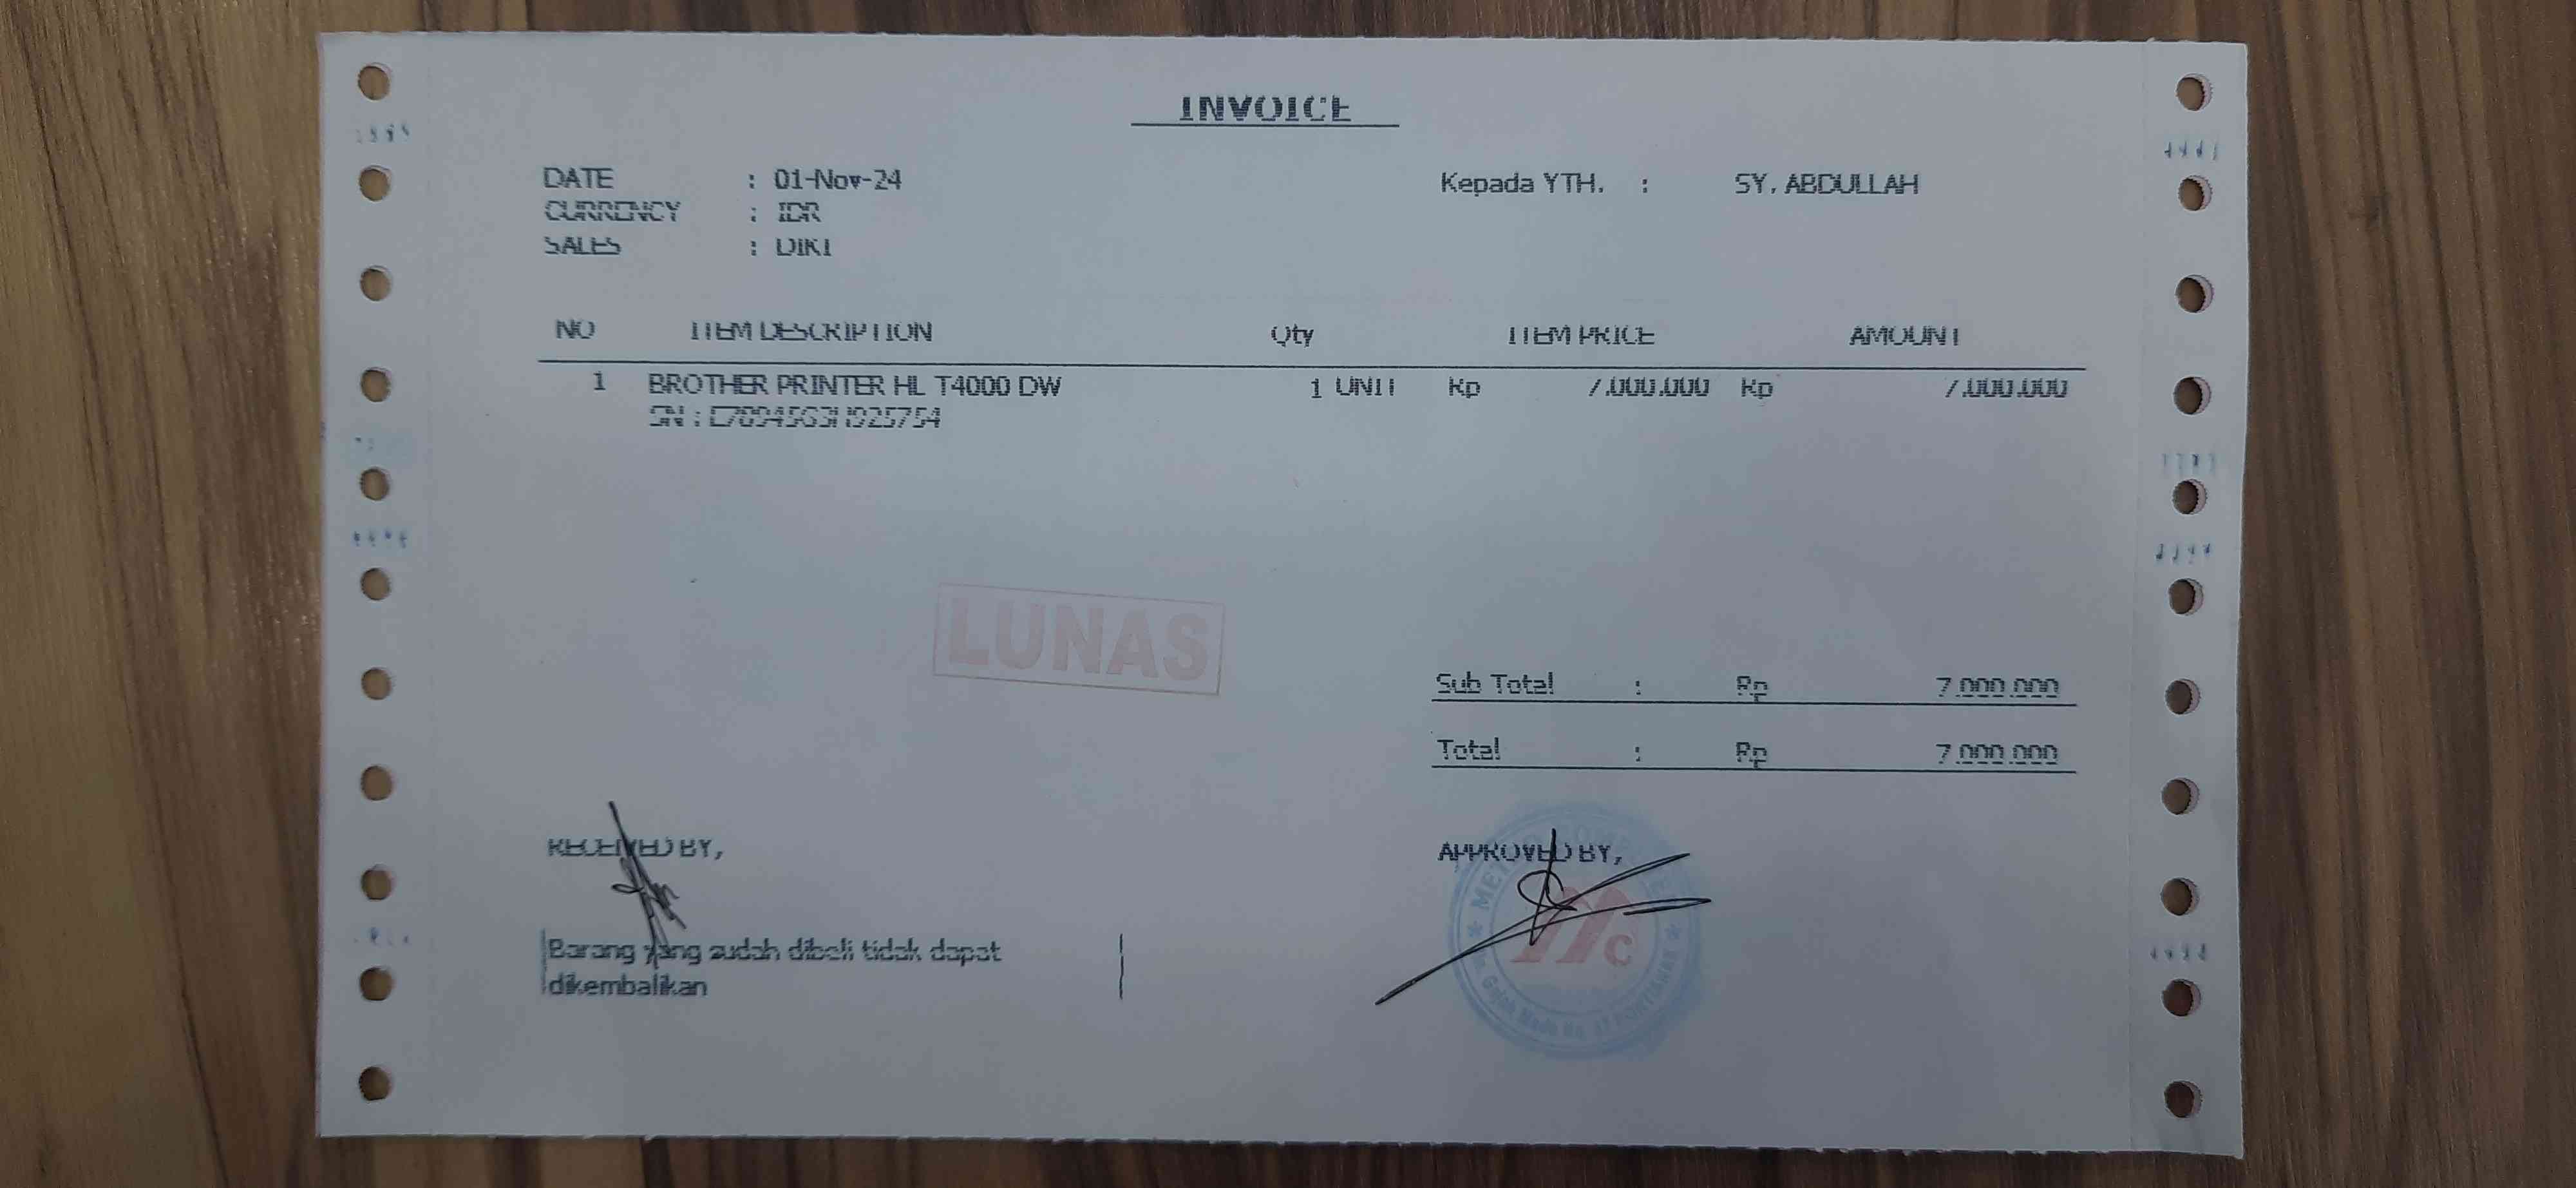 INVOICE
DATE : 01-Nov-24
Kepada YTH. : SY. ABDULLAH
CURRENCY : IDR
SALES : DIKI
NO ITEM DESCRIPTION Qty ITEM PRICE AMOUNT
1 BROTHER PRINTER HL T4000 DW 1 UNIT Rp 7.000.000 Rp 7.000.000
SN :
LUNAS
Sub Total : Rp 7.000.000
Total : Rp 7.000.000
RECEIVED BY,
APPROVED BY,
Barang yang sudah dibeli tidak dapat
dikembalikan
mc